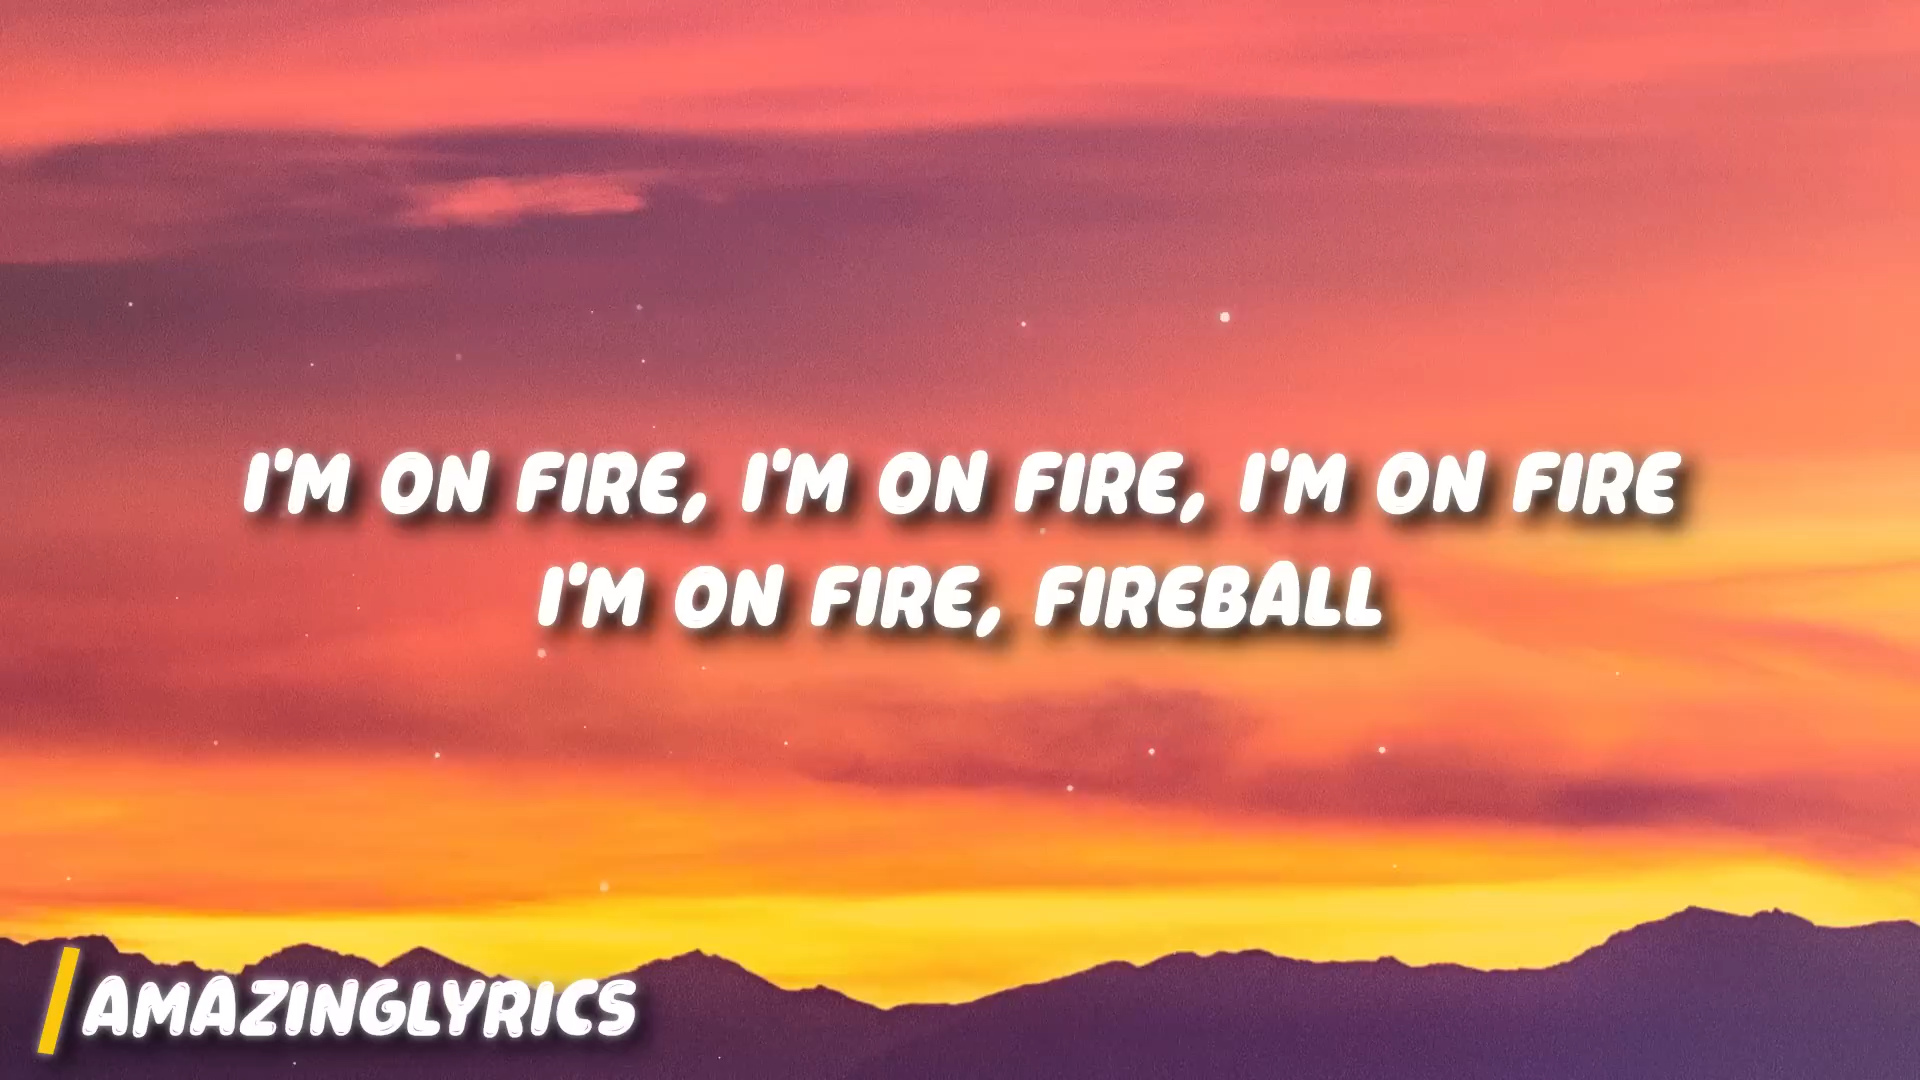 I'M ON FIRE, I'M ON FIRE, I'M ON FIRE
I'M ON FIRE, FIREBALL
AMAZINGLYRICS